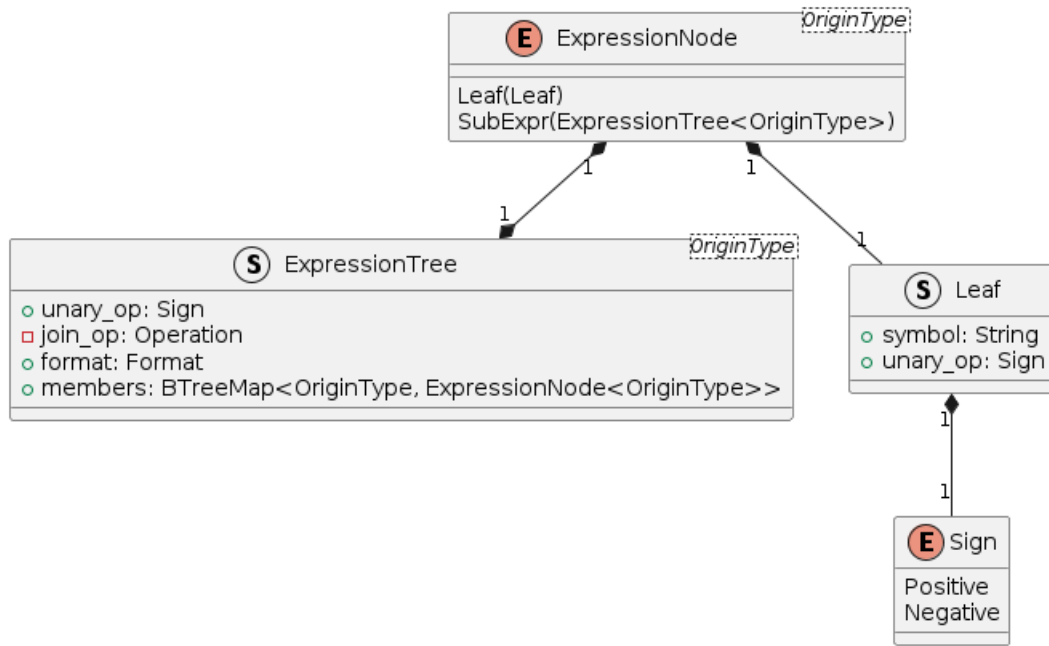 OriginType
E ExpressionNode
Leaf(Leaf)
SubExpr(ExpressionTree<OriginType>)
1
1
1
1
OriginType
S ExpressionTree
unary_op: Sign
join_op: Operation
format: Format
members: BTreeMap<OriginType, ExpressionNode<OriginType>>
S Leaf
symbol: String
unary_op: Sign
1
1
E Sign
Positive
Negative